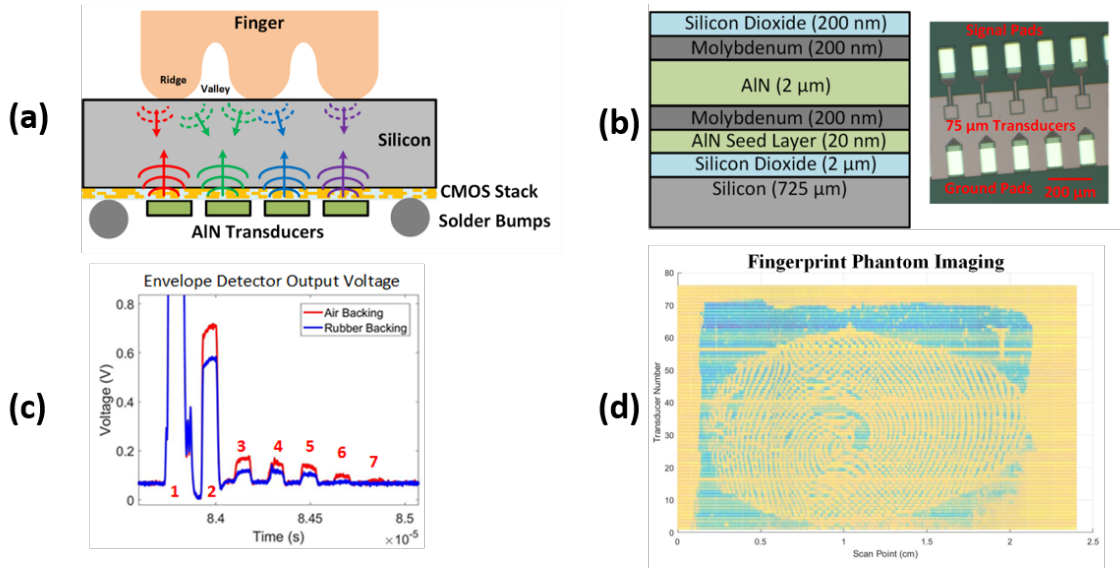 (a)
Finger
Ridge
Valley
Silicon
CMOS Stack
Solder Bumps
AlN Transducers
(b)
Silicon Dioxide (200 nm)
Molybdenum (200 nm)
AlN (2 µm)
Molybdenum (200 nm)
AlN Seed Layer (20 nm)
Silicon Dioxide (2 µm)
Silicon (725 µm)
Signal Pads
75 µm Transducers
Ground Pads
200 µm
(c)
Envelope Detector Output Voltage
Air Backing
Rubber Backing
Voltage (V)
0.8
0.6
0.4
0.2
0
1
2
3
4
5
6
7
8.4
8.45
8.5
Time (s)
×10⁻⁵
(d)
Fingerprint Phantom Imaging
Transducer Number
80
70
60
50
40
30
20
10
0
0
0.5
1.0
1.5
2.0
2.5
Scan Point (cm)